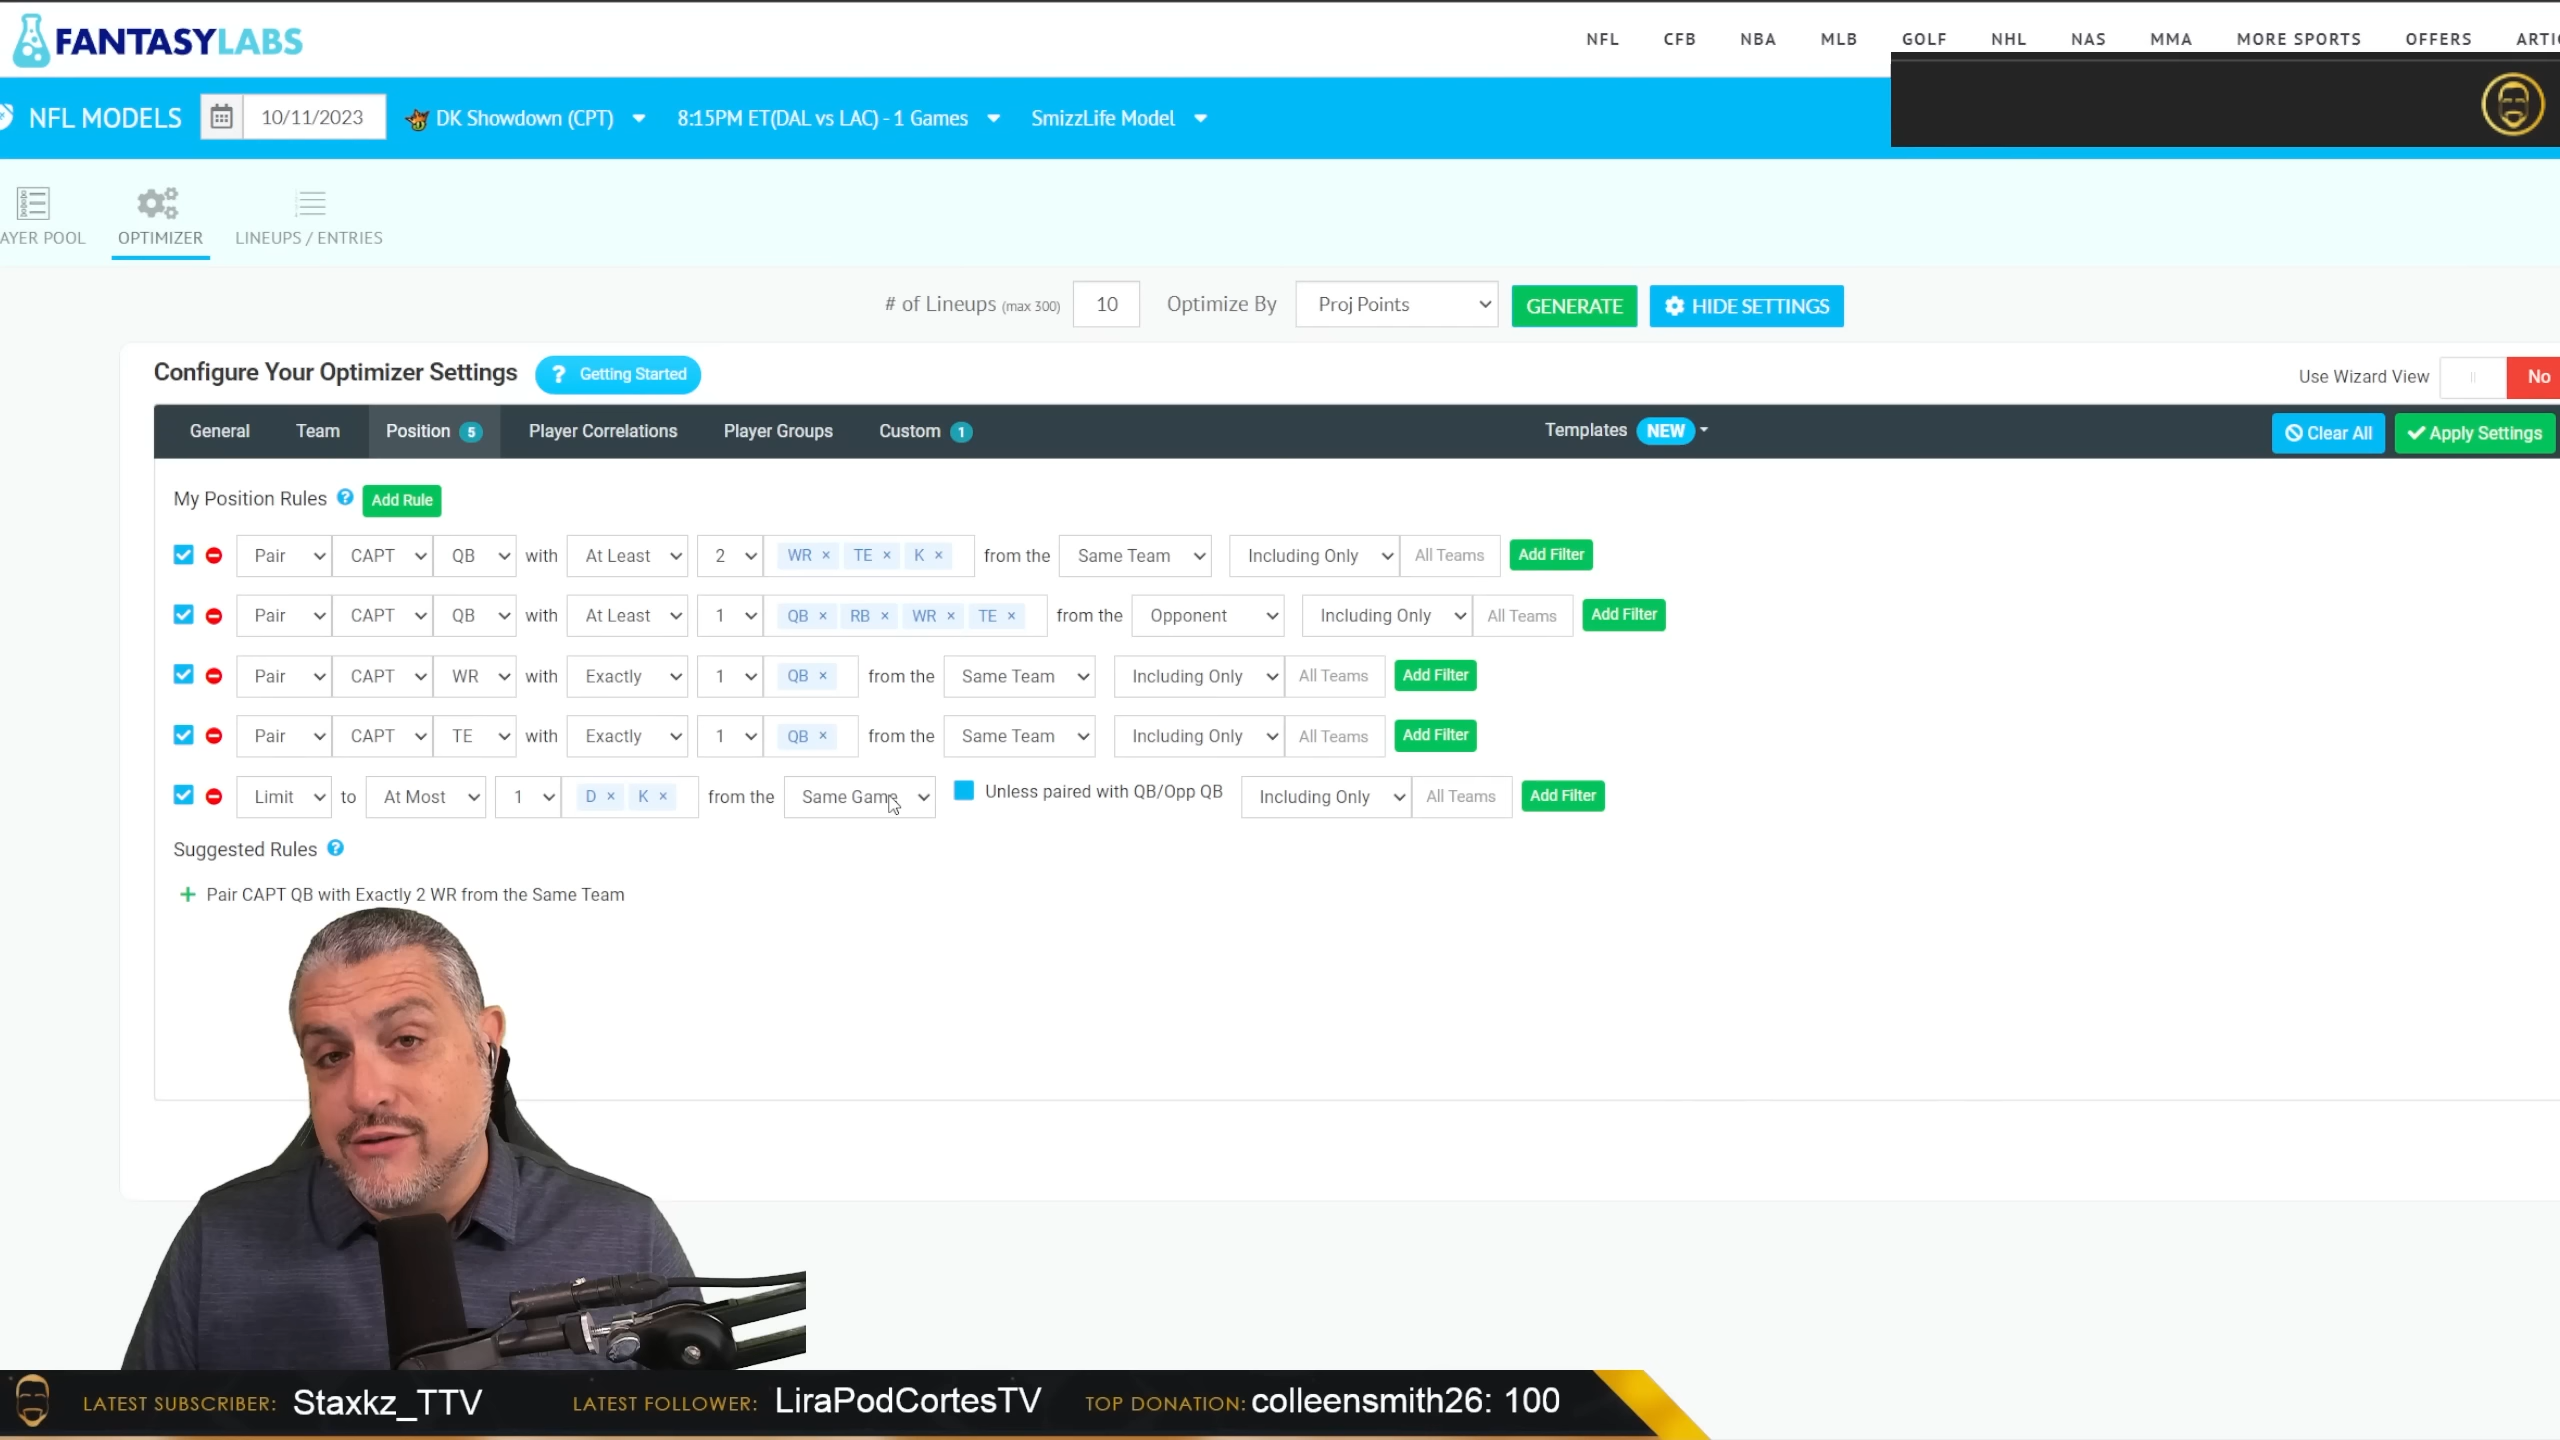 FANTASYLABS
NFL CFB NBA MLB GOLF NHL NAS MMA MORE SPORTS OFFERS ARTI
NFL MODELS 10/11/2023 DK Showdown (CPT) 8:15PM ET(DAL vs LAC) - 1 Games SmizzLife Model
AYER POOL OPTIMIZER LINEUPS / ENTRIES
# of Lineups (max 300) 10 Optimize By Proj Points GENERATE HIDE SETTINGS
Configure Your Optimizer Settings ? Getting Started Use Wizard View No
General Team Position 5 Player Correlations Player Groups Custom 1 Templates NEW Clear All Apply Settings
My Position Rules ? Add Rule
Pair CAPT QB with At Least 2 WR × TE × K × from the Same Team Including Only All Teams Add Filter
Pair CAPT QB with At Least 1 QB × RB × WR × TE × from the Opponent Including Only All Teams Add Filter
Pair CAPT WR with Exactly 1 QB × from the Same Team Including Only All Teams Add Filter
Pair CAPT TE with Exactly 1 QB × from the Same Team Including Only All Teams Add Filter
Limit to At Most 1 D × K × from the Same Game Unless paired with QB/Opp QB Including Only All Teams Add Filter
Suggested Rules ?
+ Pair CAPT QB with Exactly 2 WR from the Same Team
LATEST SUBSCRIBER: Staxkz_TTV LATEST FOLLOWER: LiraPodCortesTV TOP DONATION: colleensmith26: 100